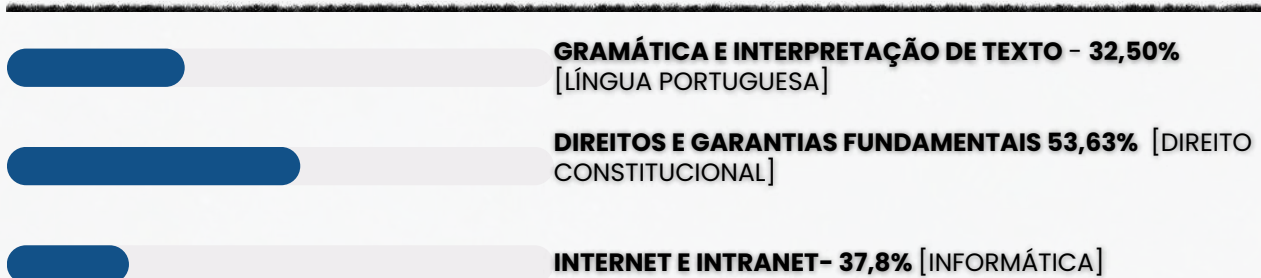 GRAMÁTICA E INTERPRETAÇÃO DE TEXTO - 32,50%
[LÍNGUA PORTUGUESA]
DIREITOS E GARANTIAS FUNDAMENTAIS 53,63% [DIREITO
CONSTITUCIONAL]
INTERNET E INTRANET- 37,8% [INFORMÁTICA]